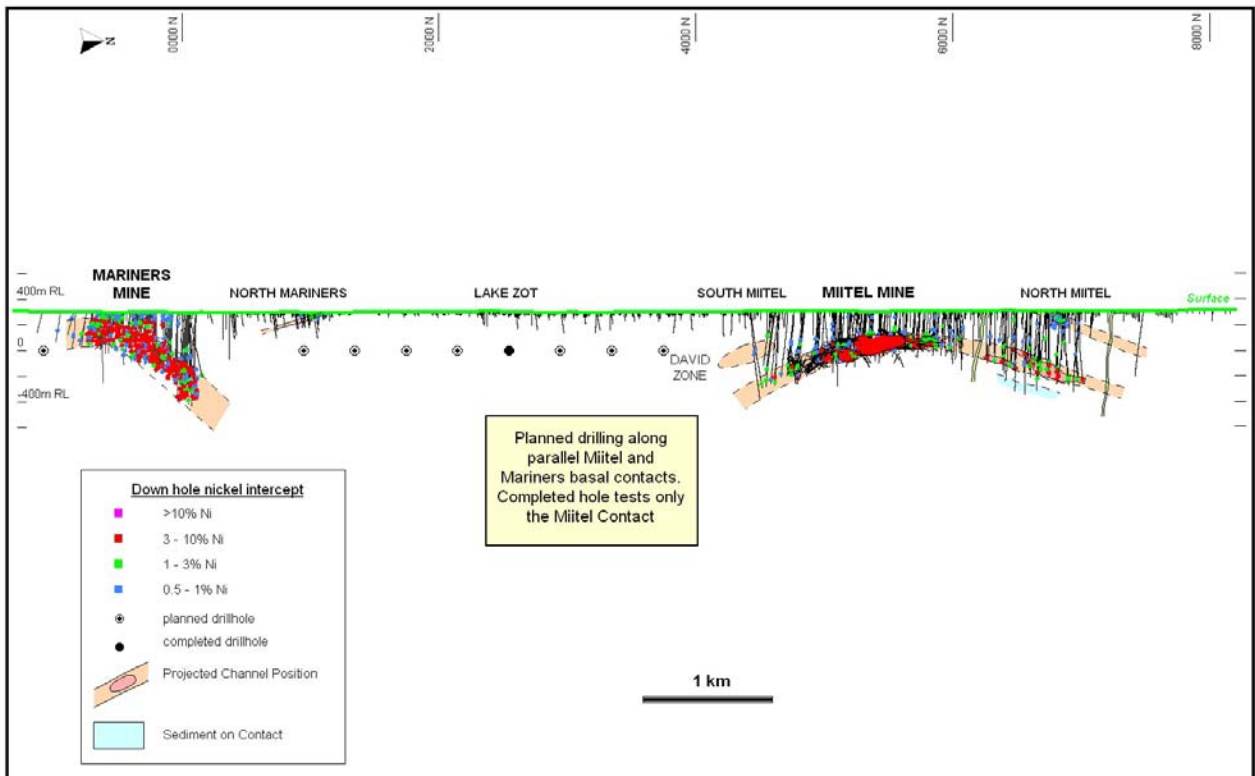 N
0000 N
2000 N
4000 N
6000 N
8000 N
MARINERS
MINE
400m RL
NORTH MARINERS
LAKE ZOT
SOUTH MIITEL
MIITEL MINE
NORTH MIITEL
Surface
0
DAVID
ZONE
-400m RL
Planned drilling along
parallel Miitel and
Mariners basal contacts.
Completed hole tests only
the Miitel Contact
Down hole nickel intercept
>10% Ni
3 - 10% Ni
1 - 3% Ni
0.5 - 1% Ni
planned drillhole
completed drillhole
Projected Channel Position
Sediment on Contact
1 km